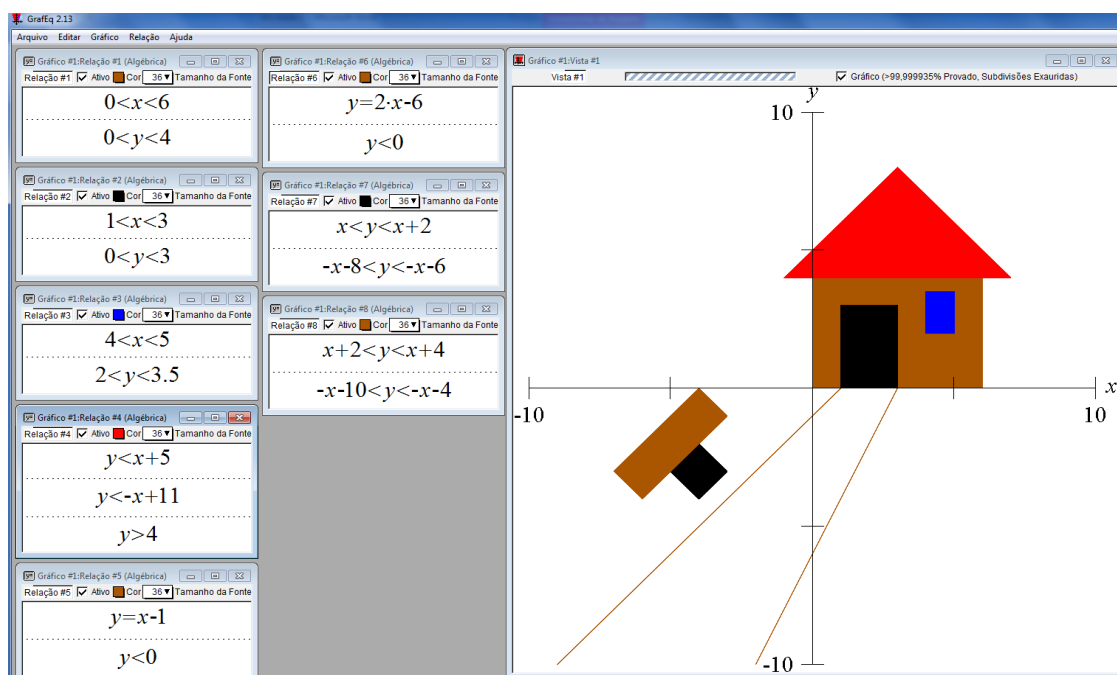 GrafEq 2.13
Arquivo Editar Gráfico Relação Ajuda
Gráfico #1:Relação #1 (Algébrica)
Relação #1 Ativo Cor 36 Tamanho da Fonte
0<x<6
0<y<4
Gráfico #1:Relação #2 (Algébrica)
Relação #2 Ativo Cor 36 Tamanho da Fonte
1<x<3
0<y<3
Gráfico #1:Relação #3 (Algébrica)
Relação #3 Ativo Cor 36 Tamanho da Fonte
4<x<5
2<y<3.5
Gráfico #1:Relação #4 (Algébrica)
Relação #4 Ativo Cor 36 Tamanho da Fonte
y<x+5
y<-x+11
y>4
Gráfico #1:Relação #5 (Algébrica)
Relação #5 Ativo Cor 36 Tamanho da Fonte
y=x-1
y<0
Gráfico #1:Relação #6 (Algébrica)
Relação #6 Ativo Cor 36 Tamanho da Fonte
y=2·x-6
y<0
Gráfico #1:Relação #7 (Algébrica)
Relação #7 Ativo Cor 36 Tamanho da Fonte
x<y<x+2
-x-8<y<-x-6
Gráfico #1:Relação #8 (Algébrica)
Relação #8 Ativo Cor 36 Tamanho da Fonte
x+2<y<x+4
-x-10<y<-x-4
Gráfico #1:Vista #1
Vista #1 Gráfico (>99,999935% Provado, Subdivisões Exauridas)
y
10
x
-10
10
-10